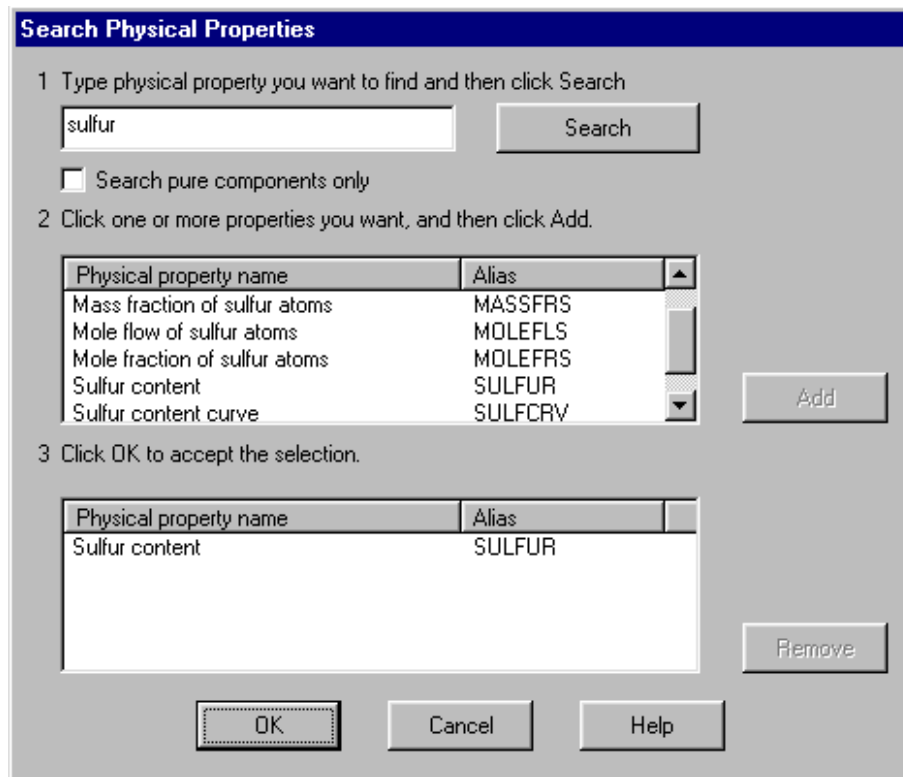 Search Physical Properties
1 Type physical property you want to find and then click Search
sulfur
Search
Search pure components only
2 Click one or more properties you want, and then click Add.
Physical property name Alias
Mass fraction of sulfur atoms MASSFRS
Mole flow of sulfur atoms MOLEFLS
Mole fraction of sulfur atoms MOLEFRS
Sulfur content SULFUR
Sulfur content curve SULFCRV
Add
3 Click OK to accept the selection.
Physical property name Alias
Sulfur content SULFUR
Remove
OK Cancel Help